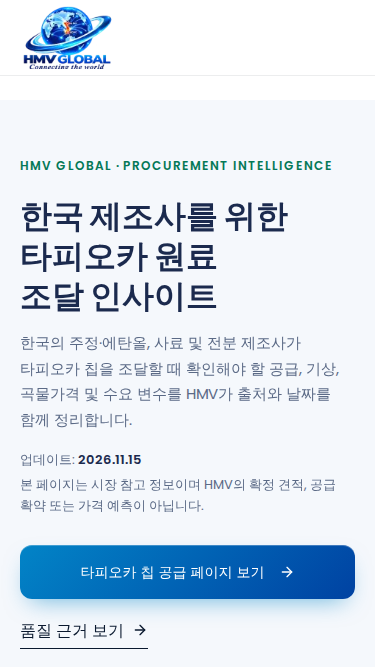 HMV GLOBAL
Connecting the world
HMV GLOBAL · PROCUREMENT INTELLIGENCE
한국 제조사를 위한
타피오카 원료
조달 인사이트
한국의 주정·에탄올, 사료 및 전분 제조사가
타피오카 칩을 조달할 때 확인해야 할 공급, 기상,
곡물가격 및 수요 변수를 HMV가 출처와 날짜를
함께 정리합니다.
업데이트: 2026.11.15
본 페이지는 시장 참고 정보이며 HMV의 확정 견적, 공급
확약 또는 가격 예측이 아닙니다.
타피오카 칩 공급 페이지 보기 →
품질 근거 보기 →